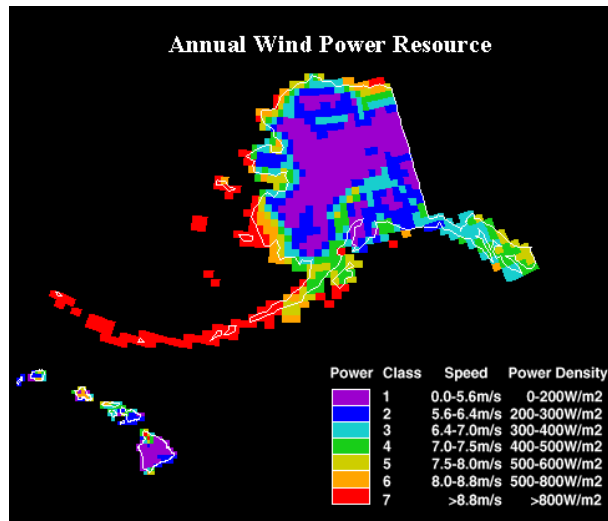 Annual Wind Power Resource
Power Class Speed Power Density
1 0.0-5.6m/s 0-200W/m2
2 5.6-6.4m/s 200-300W/m2
3 6.4-7.0m/s 300-400W/m2
4 7.0-7.5m/s 400-500W/m2
5 7.5-8.0m/s 500-600W/m2
6 8.0-8.8m/s 500-800W/m2
7 >8.8m/s >800W/m2